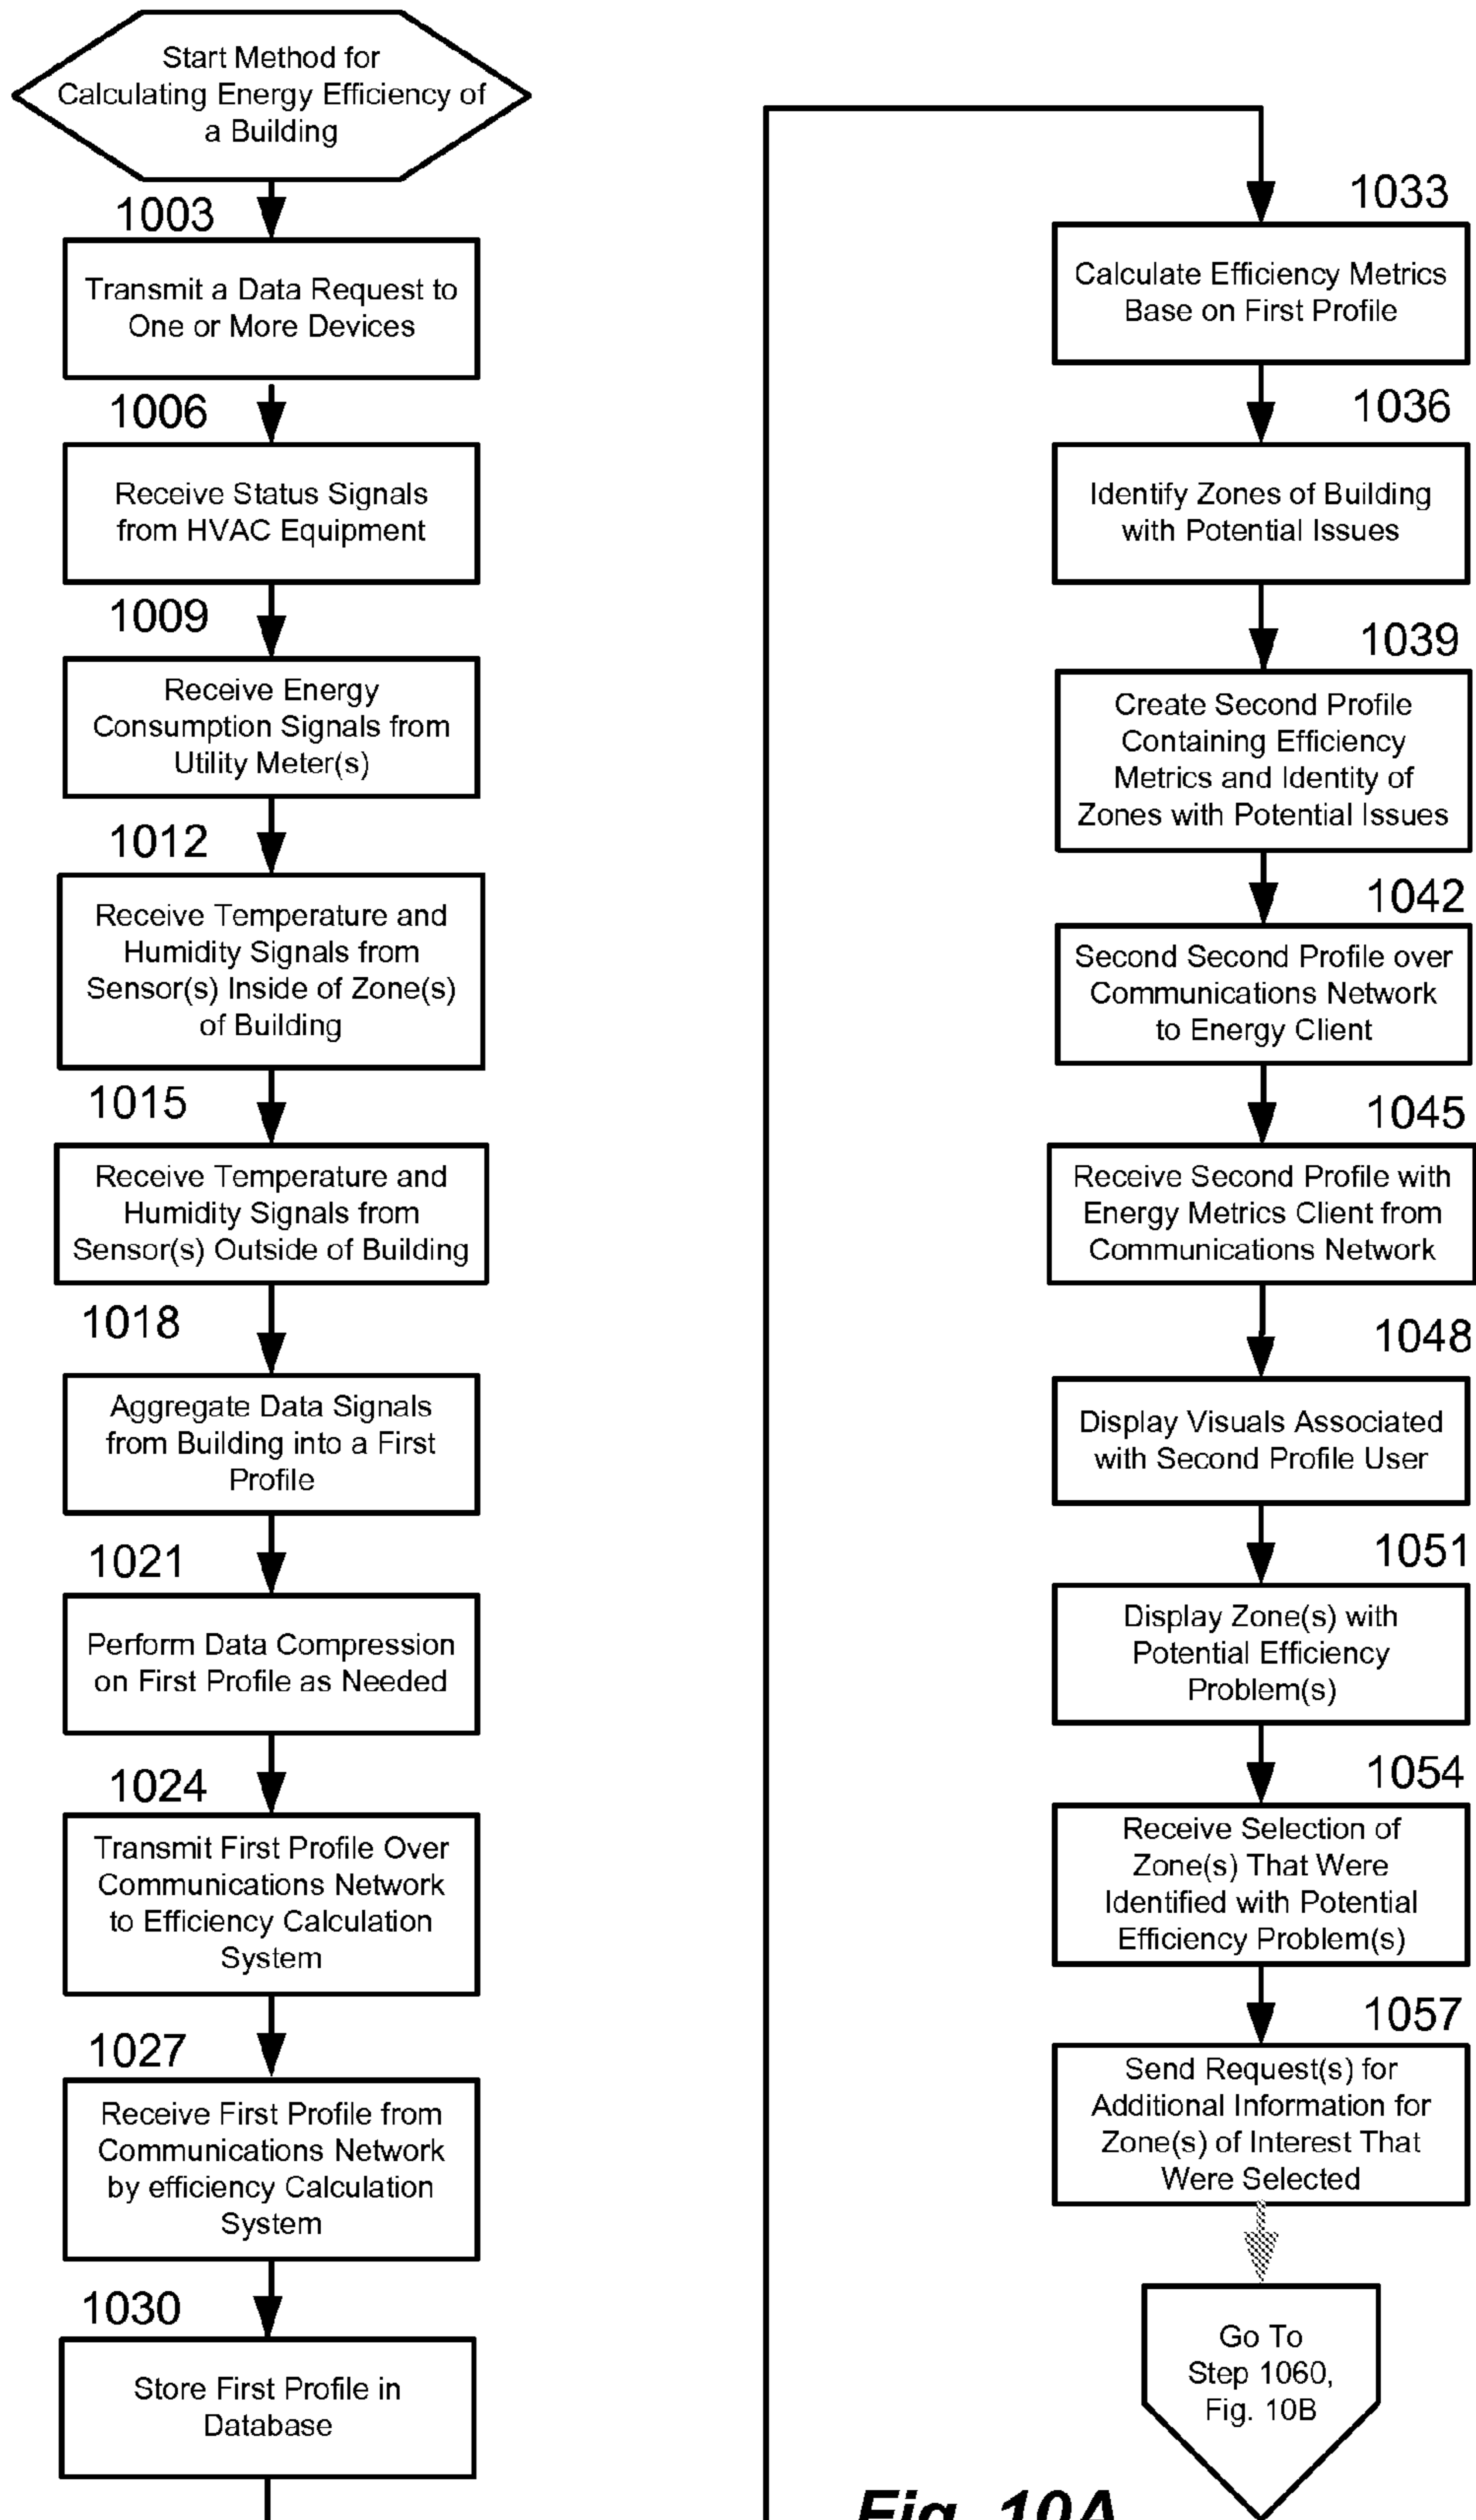 Start Method for
Calculating Energy Efficiency of
a Building
1003
Transmit a Data Request to
One or More Devices
1006
Receive Status Signals
from HVAC Equipment
1009
Receive Energy
Consumption Signals from
Utility Meter(s)
1012
Receive Temperature and
Humidity Signals from
Sensor(s) Inside of Zone(s)
of Building
1015
Receive Temperature and
Humidity Signals from
Sensor(s) Outside of Building
1018
Aggregate Data Signals
from Building into a First
Profile
1021
Perform Data Compression
on First Profile as Needed
1024
Transmit First Profile Over
Communications Network
to Efficiency Calculation
System
1027
Receive First Profile from
Communications Network
by efficiency Calculation
System
1030
Store First Profile in
Database
1033
Calculate Efficiency Metrics
Base on First Profile
1036
Identify Zones of Building
with Potential Issues
1039
Create Second Profile
Containing Efficiency
Metrics and Identity of
Zones with Potential Issues
1042
Second Second Profile over
Communications Network
to Energy Client
1045
Receive Second Profile with
Energy Metrics Client from
Communications Network
1048
Display Visuals Associated
with Second Profile User
1051
Display Zone(s) with
Potential Efficiency
Problem(s)
1054
Receive Selection of
Zone(s) That Were
Identified with Potential
Efficiency Problem(s)
1057
Send Request(s) for
Additional Information for
Zone(s) of Interest That
Were Selected
Go To
Step 1060,
Fig. 10B
Fig. 10A